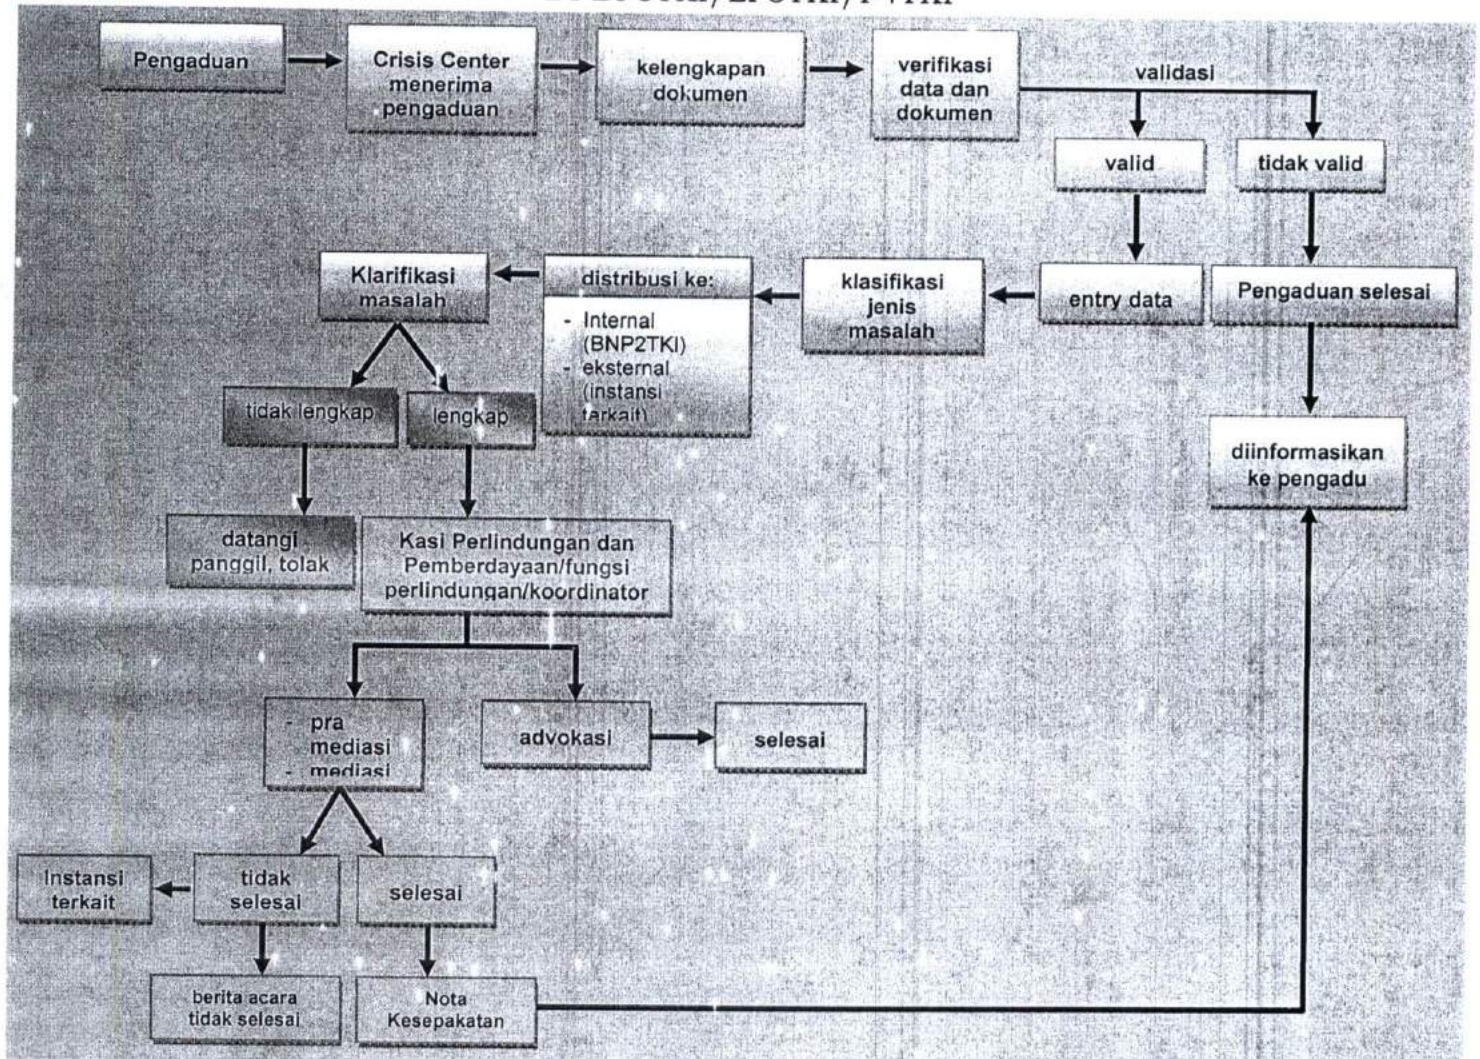 Pengaduan
Crisis Center
menerima
pengaduan
kelengkapan
dokumen
verifikasi
data dan
dokumen
validasi
valid
tidak valid
Klarifikasi
masalah
distribusi ke:
- Internal
(BNP2TKI)
- eksternal
(instansi
terkait)
klasifikasi
jenis
masalah
entry data
Pengaduan selesai
tidak lengkap
lengkap
diinformasikan
ke pengadu
datangi
panggil, tolak
Kasi Perlindungan dan
Pemberdayaan/fungsi
perlindungan/koordinator
- pra
mediasi
- mediasi
advokasi
selesai
Instansi
terkait
tidak
selesai
selesai
berita acara
tidak selesai
Nota
Kesepakatan